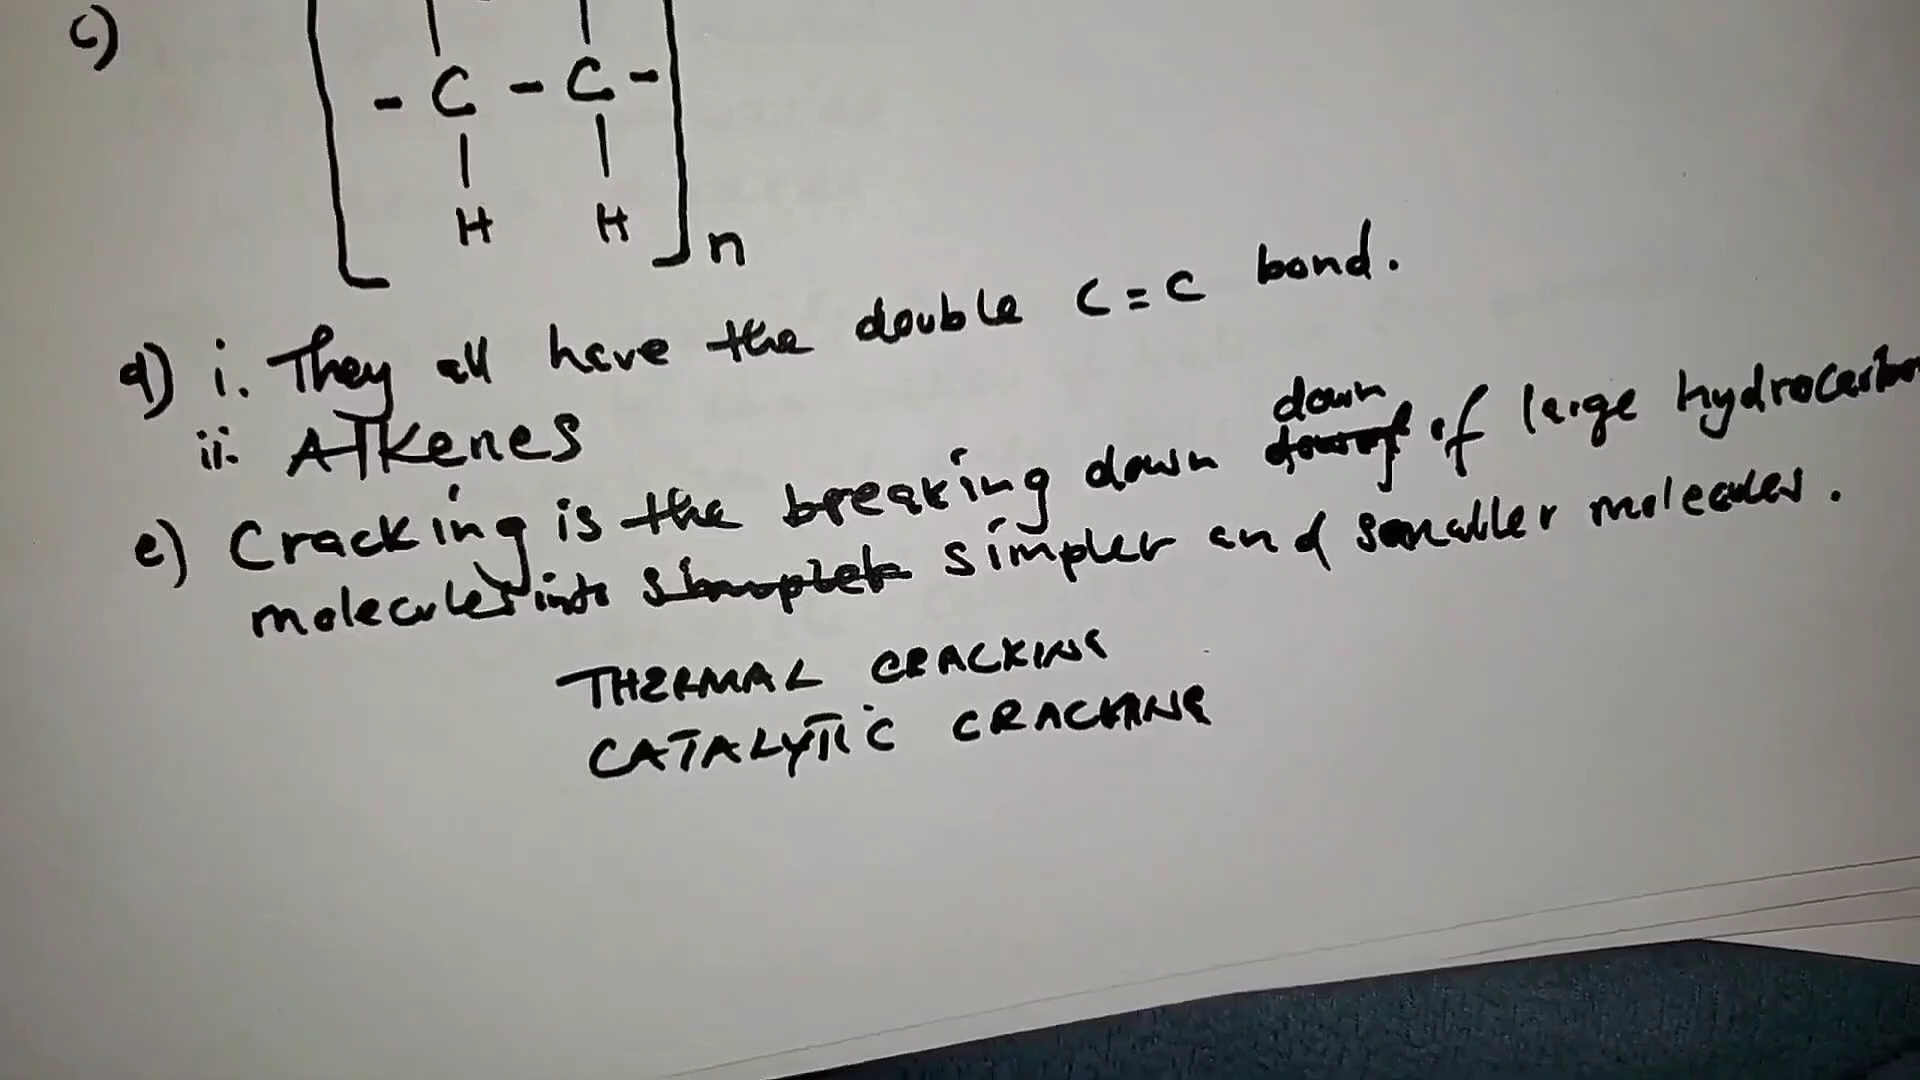 c)
- C - C -
H H
n
d) i. They all have the double C=C bond.
ii. Alkenes
down
e) Cracking is the breaking down of large hydrocarbon
molecules into simpler and smaller molecules.
THERMAL CRACKING
CATALYTIC CRACKING